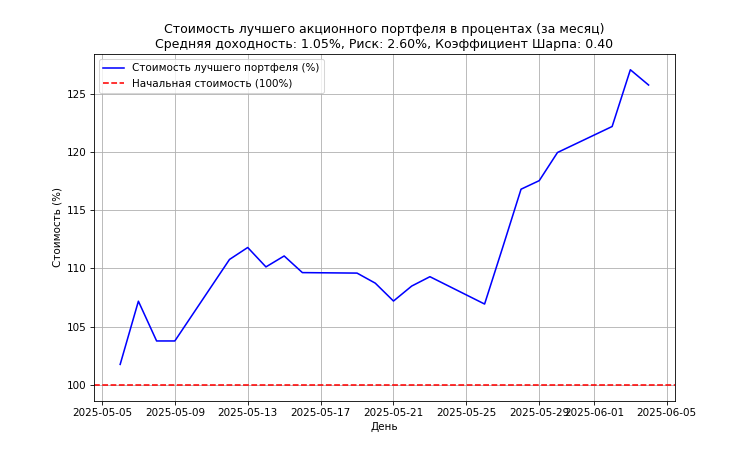 Стоимость лучшего акционного портфеля в процентах (за месяц)
Средняя доходность: 1.05%, Риск: 2.60%, Коэффициент Шарпа: 0.40
Стоимость лучшего портфеля (%)
Начальная стоимость (100%)
Стоимость (%)
125
120
115
110
105
100
2025-05-05 2025-05-09 2025-05-13 2025-05-17 2025-05-21 2025-05-25 2025-05-29 2025-06-01 2025-06-05
День